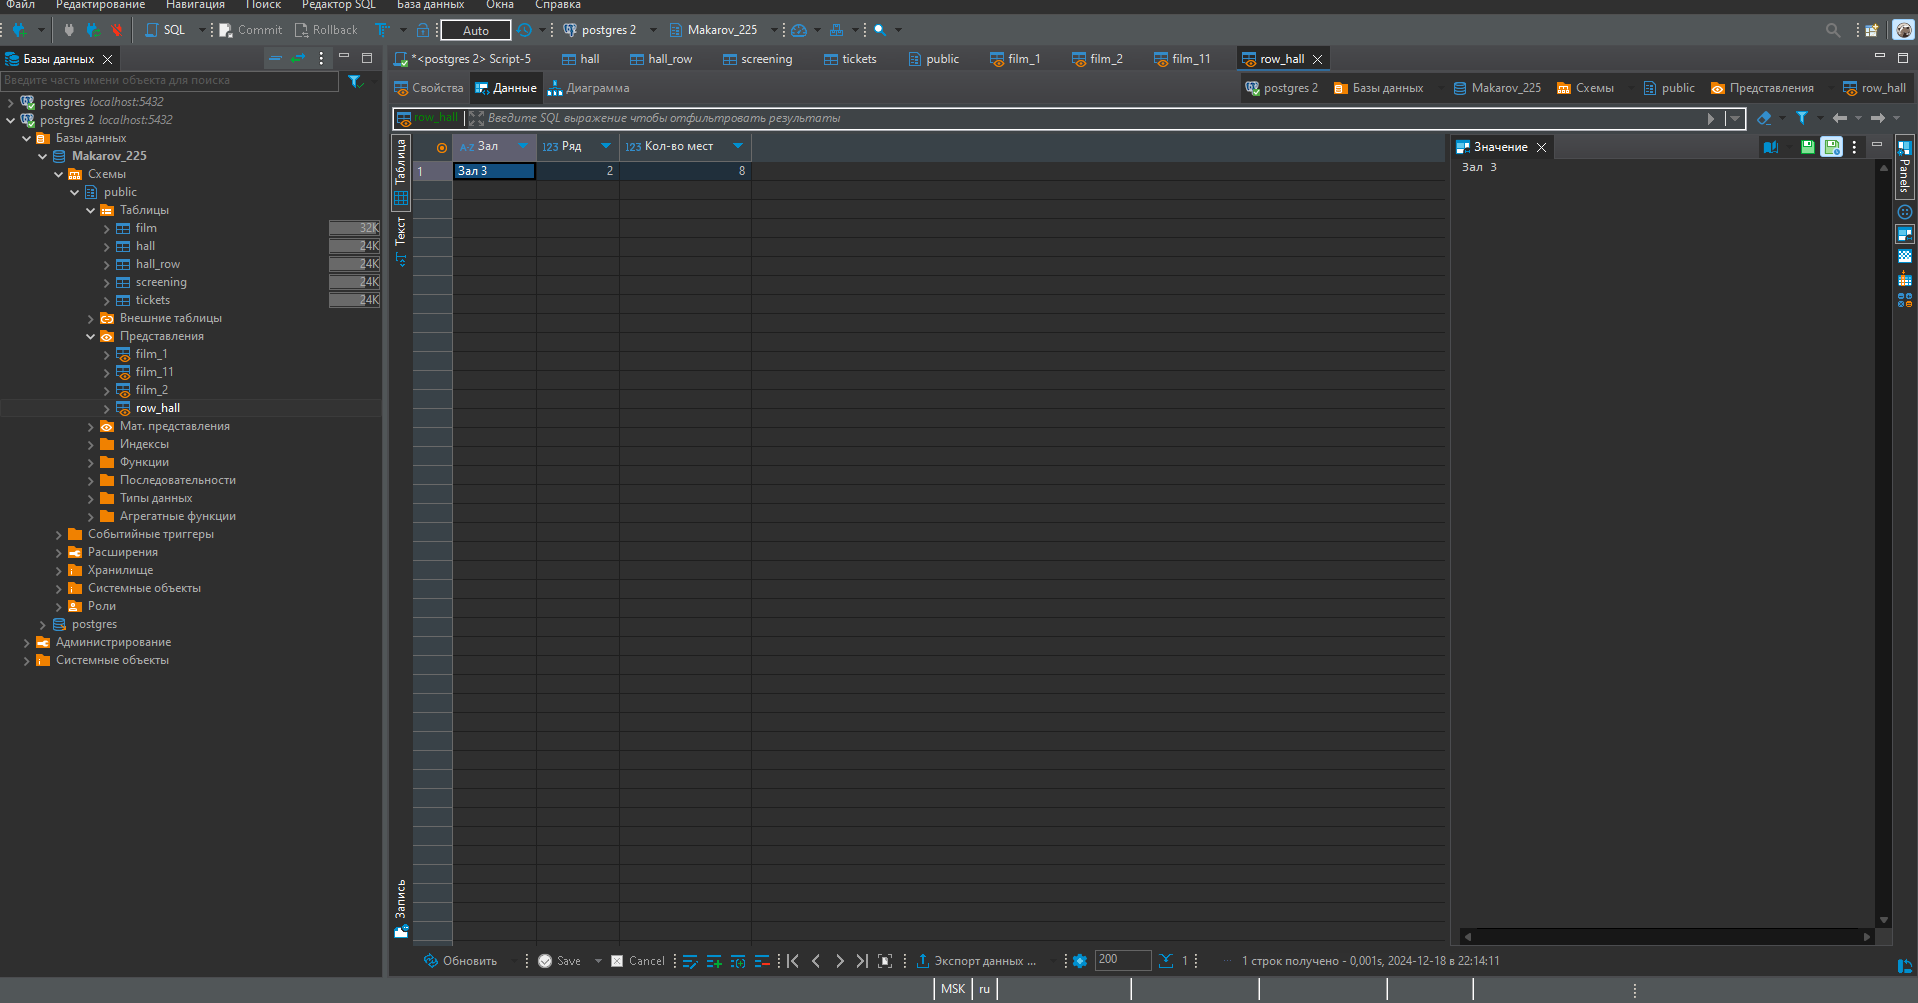 Файл Редактирование Навигация Поиск Редактор SQL База данных Окна Справка
SQL Commit Rollback Auto postgres 2 Makarov_225
Базы данных
*<postgres 2> Script-5 hall hall_row screening tickets public film_1 film_2 film_11 row_hall
Введите часть имени объекта для поиска
Свойства Данные Диаграмма
postgres 2 Базы данных Makarov_225 Схемы public Представления row_hall
row_hall Введите SQL выражение чтобы отфильтровать результаты
postgres localhost:5432
postgres 2 localhost:5432
Базы данных
Makarov_225
Схемы
public
Таблицы
film 32K
hall 24K
hall_row 24K
screening 24K
tickets 24K
Внешние таблицы
Представления
film_1
film_11
film_2
row_hall
Мат. представления
Индексы
Функции
Последовательности
Типы данных
Агрегатные функции
Событийные триггеры
Расширения
Хранилище
Системные объекты
Роли
postgres
Администрирование
Системные объекты
Таблица
Текст
Запись
A-Z Зал 123 Ряд 123 Кол-во мест
1 Зал 3 2 8
Значение
Зал 3
Panels
Обновить Save Cancel Экспорт данных ... 200 1 1 строк получено - 0,001s, 2024-12-18 в 22:14:11
MSK ru